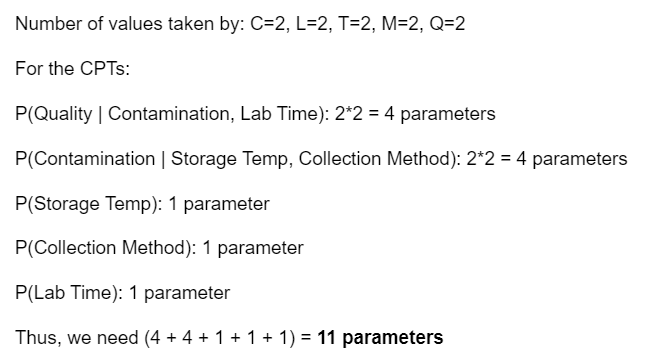 Number of values taken by: C=2, L=2, T=2, M=2, Q=2
For the CPTs:
P(Quality | Contamination, Lab Time): 2*2 = 4 parameters
P(Contamination | Storage Temp, Collection Method): 2*2 = 4 parameters
P(Storage Temp): 1 parameter
P(Collection Method): 1 parameter
P(Lab Time): 1 parameter
Thus, we need (4 + 4 + 1 + 1 + 1) = 11 parameters